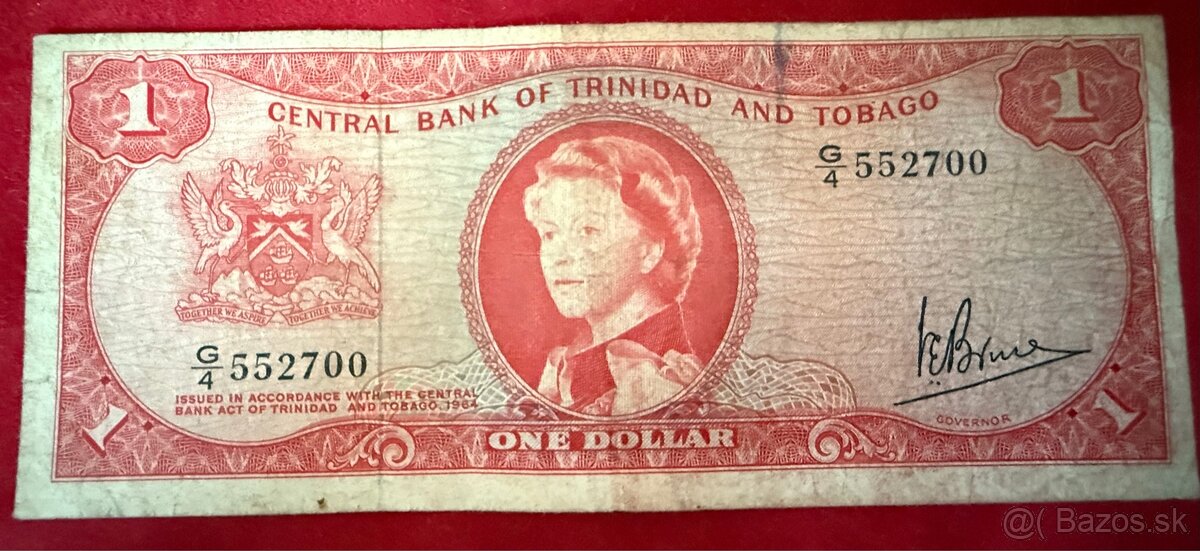 1
1
CENTRAL BANK OF TRINIDAD AND TOBAGO
G/4 552700
TOGETHER WE ASPIRE TOGETHER WE ACHIEVE
G/4 552700
ISSUED IN ACCORDANCE WITH THE CENTRAL
BANK ACT OF TRINIDAD AND TOBAGO 1964
GOVERNOR
1
ONE DOLLAR
1
@( Bazos.sk